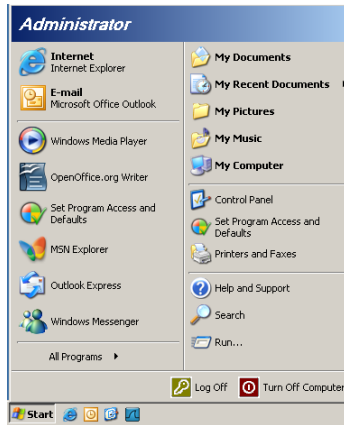 Administrator
Internet
Internet Explorer
E-mail
Microsoft Office Outlook
Windows Media Player
OpenOffice.org Writer
Set Program Access and
Defaults
MSN Explorer
Outlook Express
Windows Messenger
All Programs
My Documents
My Recent Documents
My Pictures
My Music
My Computer
Control Panel
Set Program Access and
Defaults
Printers and Faxes
Help and Support
Search
Run...
Log Off
Turn Off Computer
Start